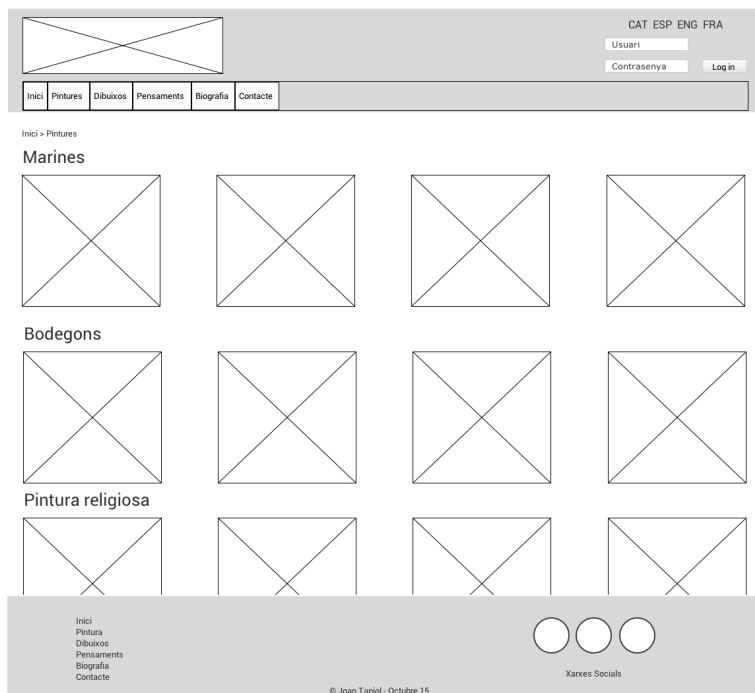 CAT ESP ENG FRA
Usuari
Contrasenya
Log in
Inici Pintures Dibuixos Pensaments Biografia Contacte
Inici > Pintures
Marines
Bodegons
Pintura religiosa
Inici
Pintura
Dibuixos
Pensaments
Biografia
Contacte
Xarxes Socials
© Joan Tapiol - Octubre 15